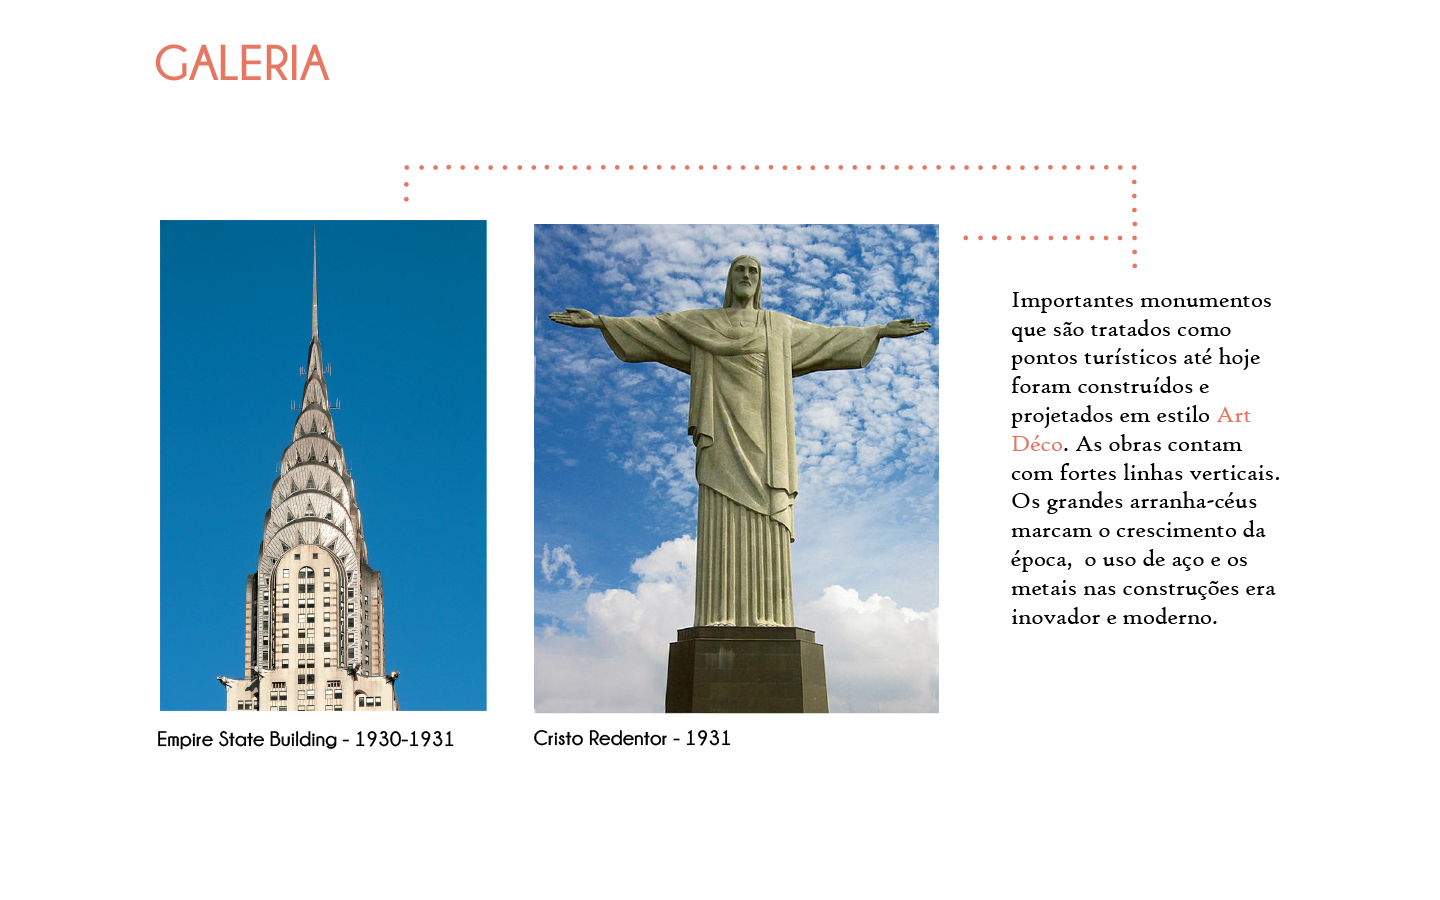 GALERIA
Importantes monumentos
que são tratados como
pontos turísticos até hoje
foram construídos e
projetados em estilo Art
Déco. As obras contam
com fortes linhas verticais.
Os grandes arranha-céus
marcam o crescimento da
época,  o uso de aço e os
metais nas construções era
inovador e moderno.
Empire State Building - 1930-1931
Cristo Redentor - 1931